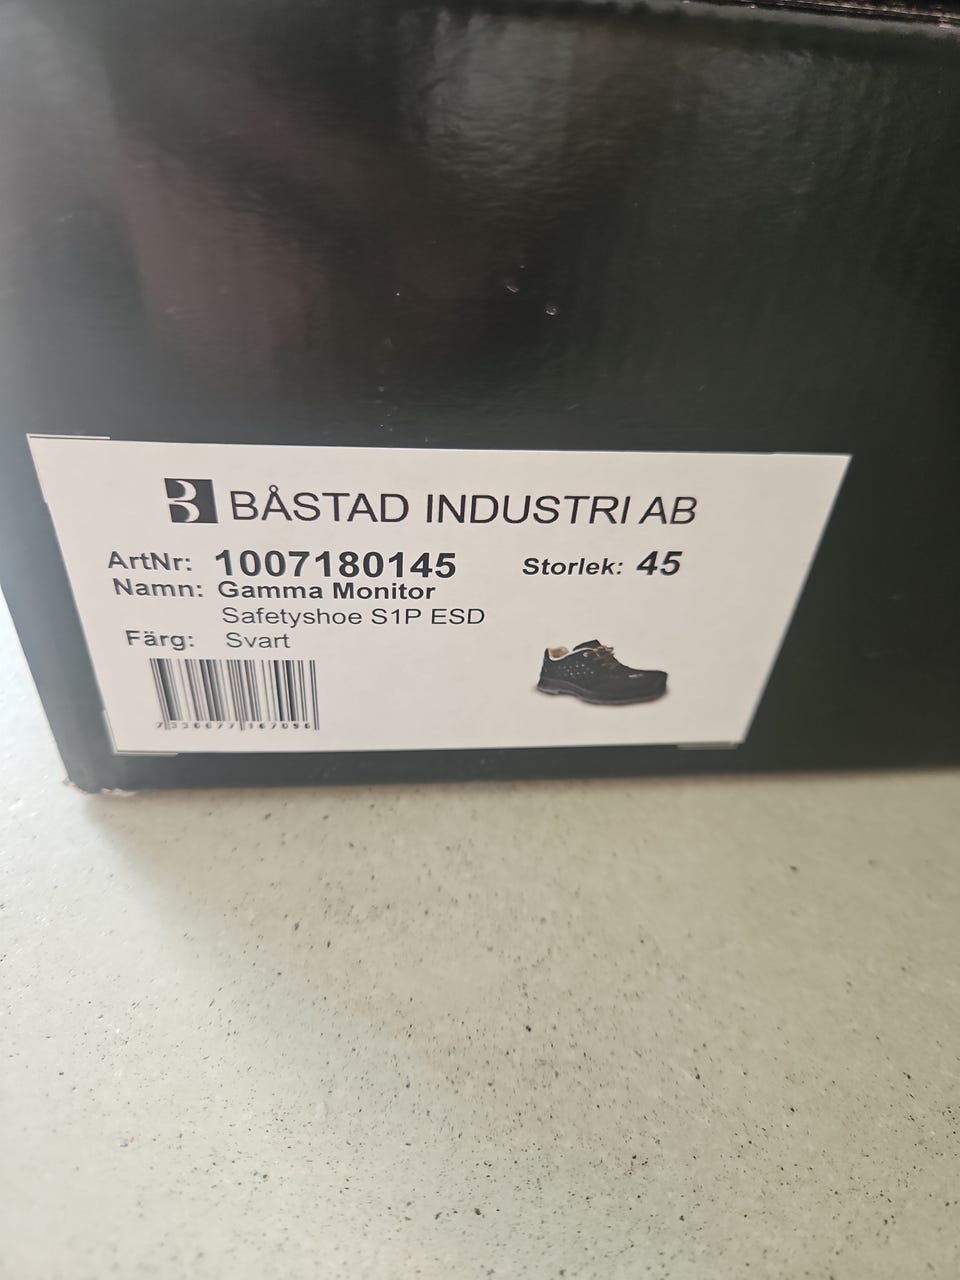 BÅSTAD INDUSTRI AB
ArtNr: 1007180145 Storlek: 45
Namn: Gamma Monitor
Safetyshoe S1P ESD
Färg: Svart